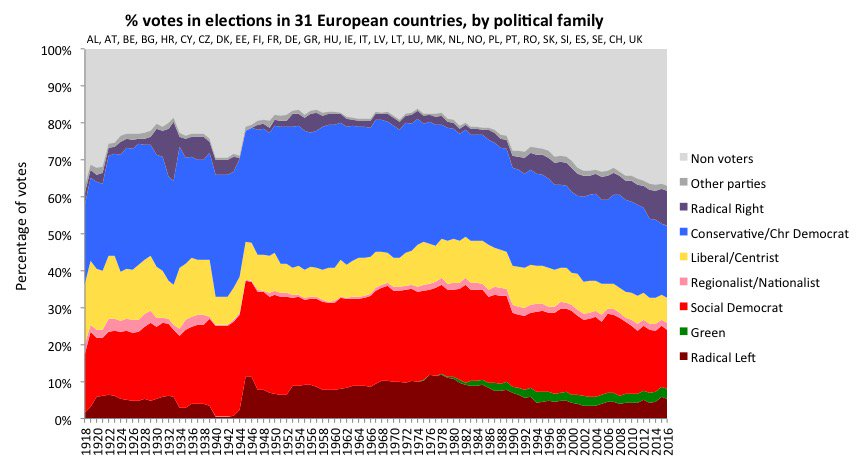 % votes in elections in 31 European countries, by political family
AL, AT, BE, BG, HR, CY, CZ, DK, EE, FI, FR, DE, GR, HU, IE, IT, LV, LT, LU, MK, NL, NO, PL, PT, RO, SK, SI, ES, SE, CH, UK
100%
90%
80%
70%
60%
50%
40%
30%
20%
10%
0%
Percentage of votes
Non voters
Other parties
Radical Right
Conservative/Chr Democrat
Liberal/Centrist
Regionalist/Nationalist
Social Democrat
Green
Radical Left
1918 1920 1922 1924 1926 1928 1930 1932 1934 1936 1938 1940 1942 1944 1946 1948 1950 1952 1954 1956 1958 1960 1962 1964 1966 1968 1970 1972 1974 1976 1978 1980 1982 1984 1986 1988 1990 1992 1994 1996 1998 2000 2002 2004 2006 2008 2010 2012 2014 2016